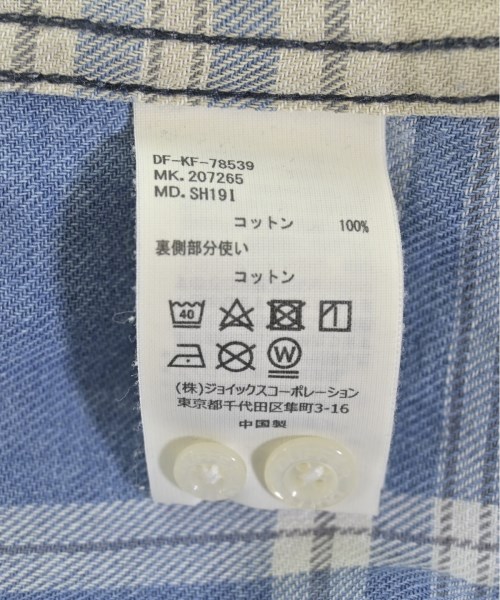 DF-KF-78539
MK.207265
MD.SH19I
コットン 100%
裏側部分使い
コットン
40
W
(株)ジョイックスコーポレーション
東京都千代田区隼町3-16
中国製